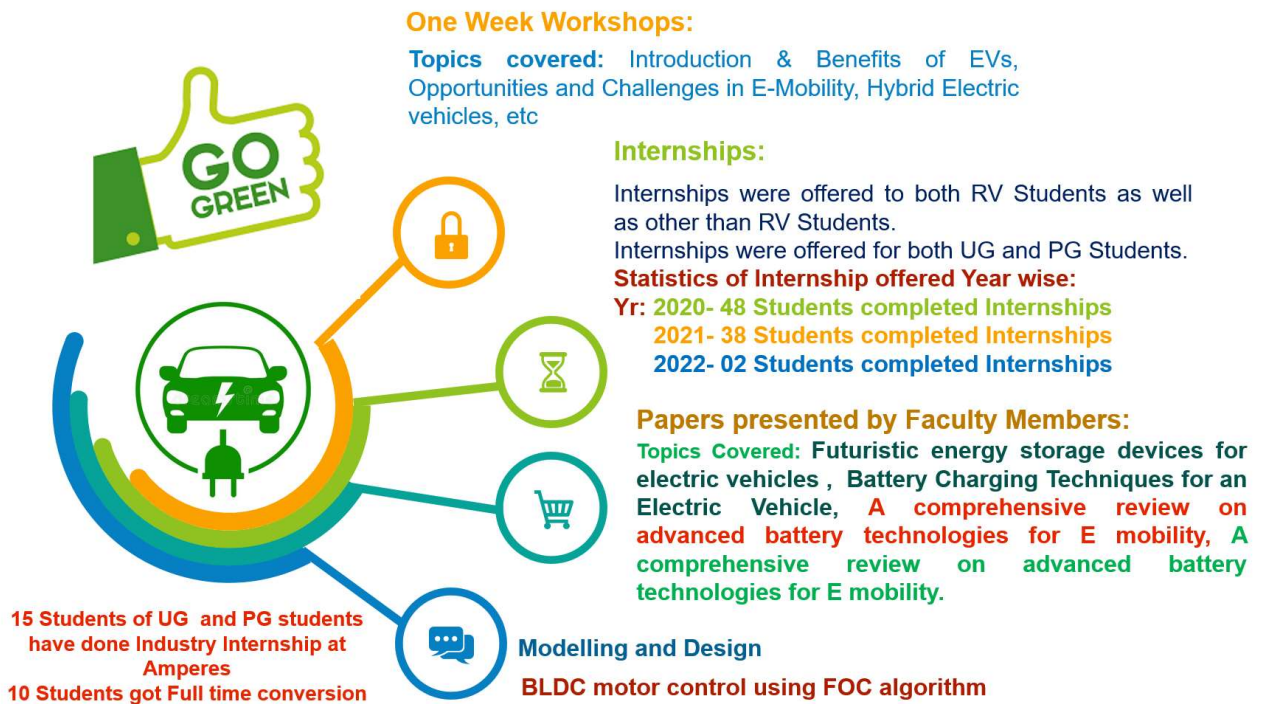 One Week Workshops:
Topics covered: Introduction & Benefits of EVs,
Opportunities and Challenges in E-Mobility, Hybrid Electric
vehicles, etc
GO
GREEN
Internships:
Internships were offered to both RV Students as well
as other than RV Students.
Internships were offered for both UG and PG Students.
Statistics of Internship offered Year wise:
Yr: 2020- 48 Students completed Internships
2021- 38 Students completed Internships
2022- 02 Students completed Internships
Papers presented by Faculty Members:
Topics Covered: Futuristic energy storage devices for
electric vehicles , Battery Charging Techniques for an
Electric Vehicle, A comprehensive review on
advanced battery technologies for E mobility, A
comprehensive review on advanced battery
technologies for E mobility.
15 Students of UG and PG students
have done Industry Internship at
Amperes
10 Students got Full time conversion
Modelling and Design
BLDC motor control using FOC algorithm